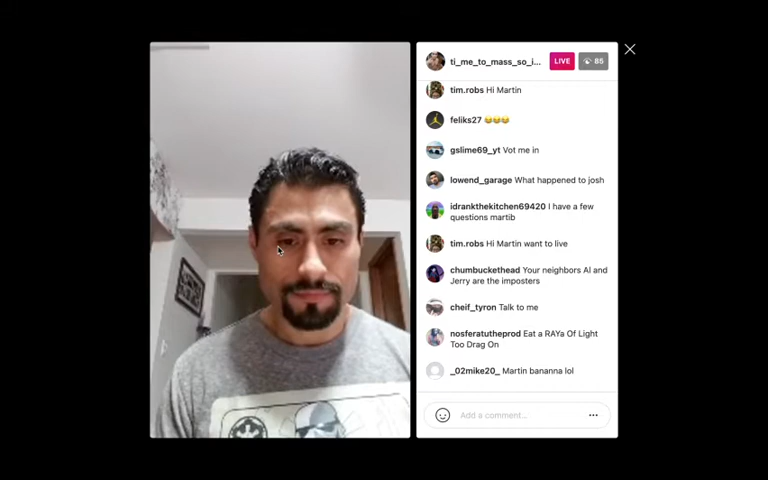 ti_me_to_mass_so_i...
LIVE
85
tim.robs Hi Martin
feliks27 😂😂😂
gslime69_yt Vot me in
lowend_garage What happened to josh
idrankthekitchen69420 I have a few
questions martib
tim.robs Hi Martin want to live
chumbuckethead Your neighbors Al and
Jerry are the imposters
cheif_tyron Talk to me
nosferatutheprod Eat a RAYa Of Light
Too Drag On
_02mike20_ Martin bananna lol
Add a comment...